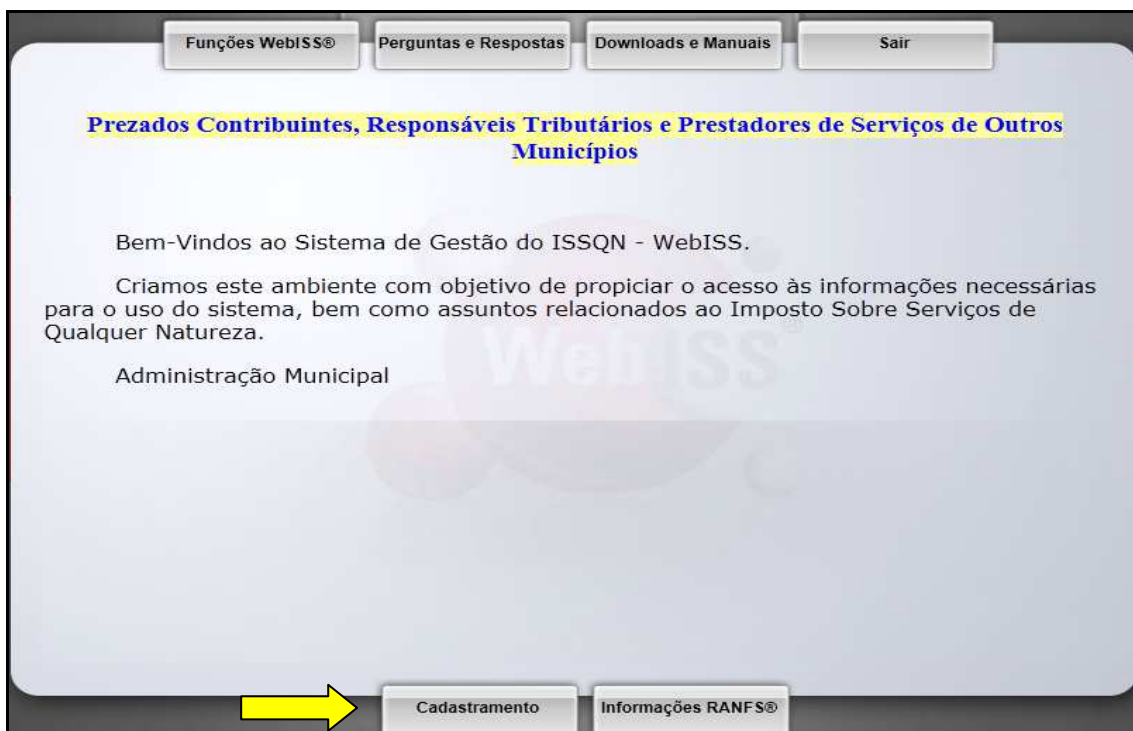 Funções WebISS® Perguntas e Respostas Downloads e Manuais Sair
Prezados Contribuintes, Responsáveis Tributários e Prestadores de Serviços de Outros
Municípios
Bem-Vindos ao Sistema de Gestão do ISSQN - WebISS.
Criamos este ambiente com objetivo de propiciar o acesso às informações necessárias
para o uso do sistema, bem como assuntos relacionados ao Imposto Sobre Serviços de
Qualquer Natureza.
WebISS®
Administração Municipal
Cadastramento Informações RANFS®